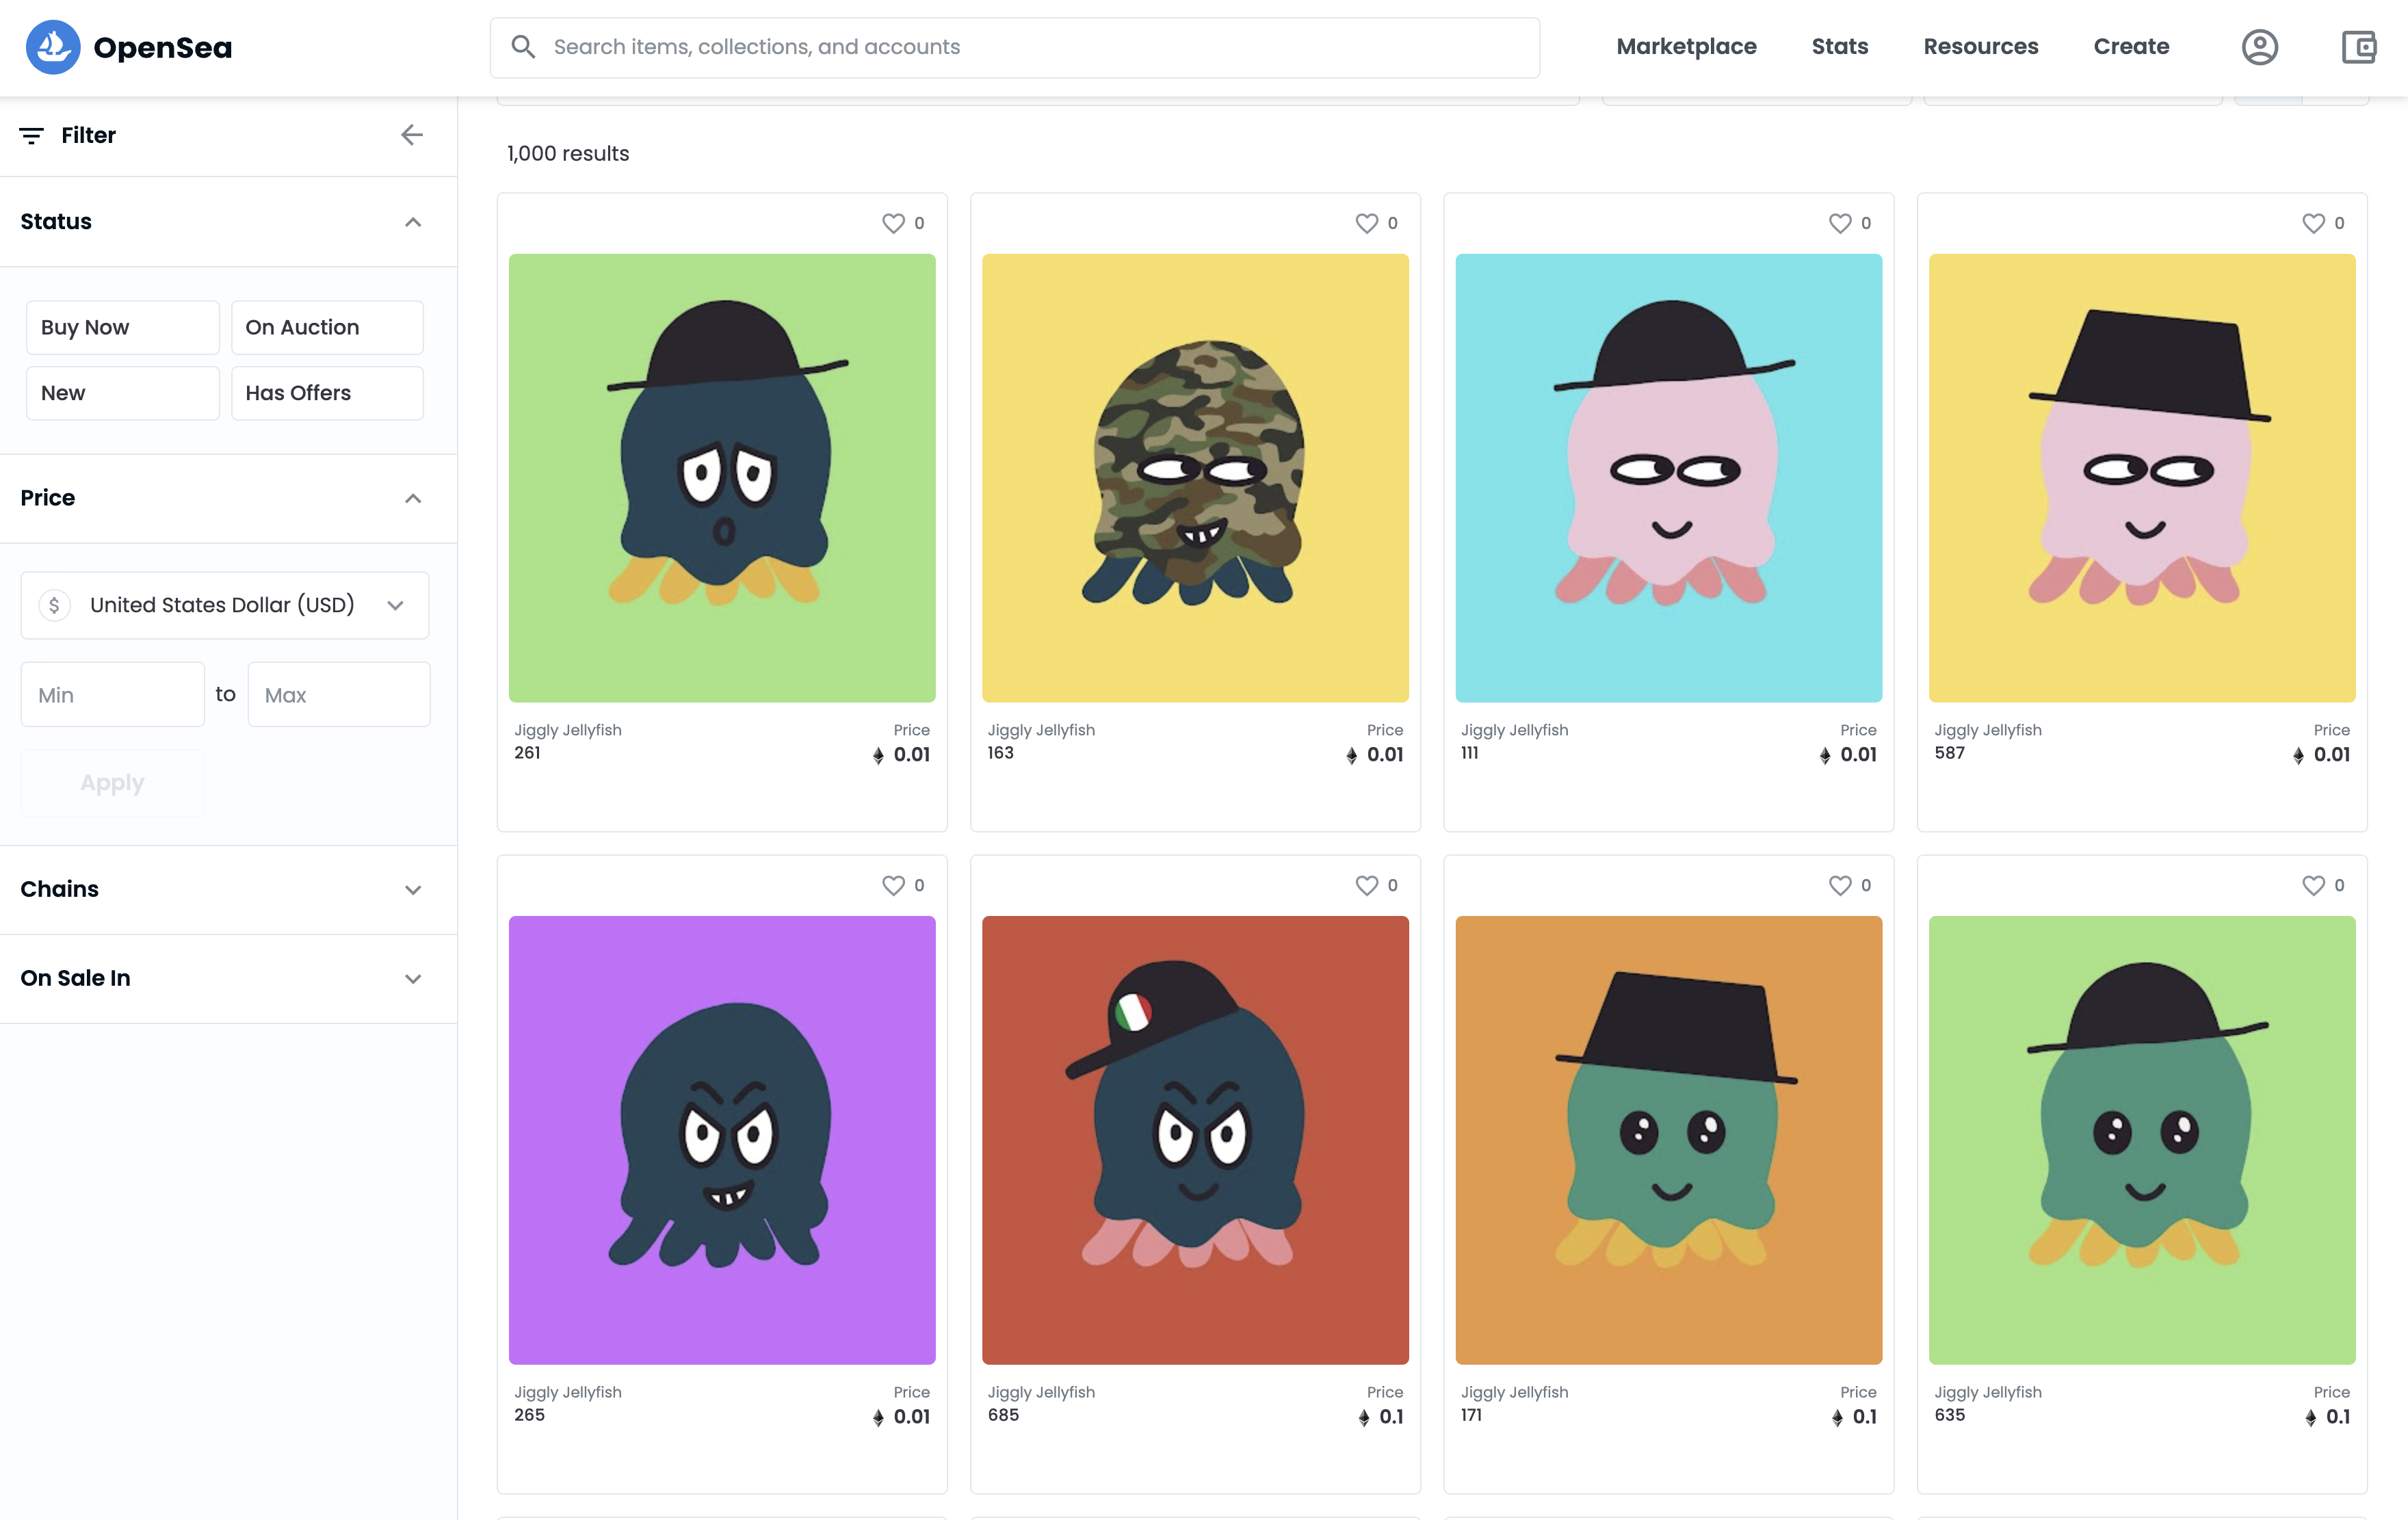 OpenSea
Search items, collections, and accounts
Marketplace
Stats
Resources
Create
Filter
Status
Buy Now
On Auction
New
Has Offers
Price
$ United States Dollar (USD)
Min to Max
Apply
Chains
On Sale In
1,000 results
0
Jiggly Jellyfish
261
Price
0.01
0
Jiggly Jellyfish
163
Price
0.01
0
Jiggly Jellyfish
111
Price
0.01
0
Jiggly Jellyfish
587
Price
0.01
0
Jiggly Jellyfish
265
Price
0.01
0
Jiggly Jellyfish
685
Price
0.1
0
Jiggly Jellyfish
171
Price
0.1
0
Jiggly Jellyfish
635
Price
0.1